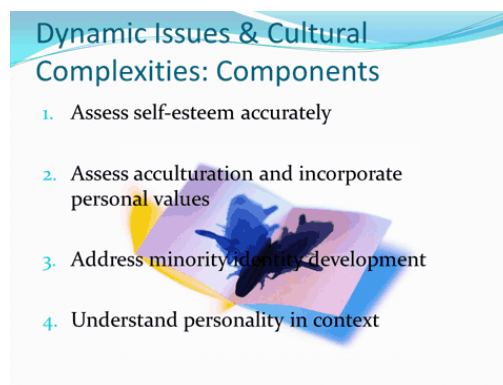 Dynamic Issues & Cultural
Complexities: Components
1. Assess self-esteem accurately
2. Assess acculturation and incorporate
personal values
3. Address minority identity development
4. Understand personality in context